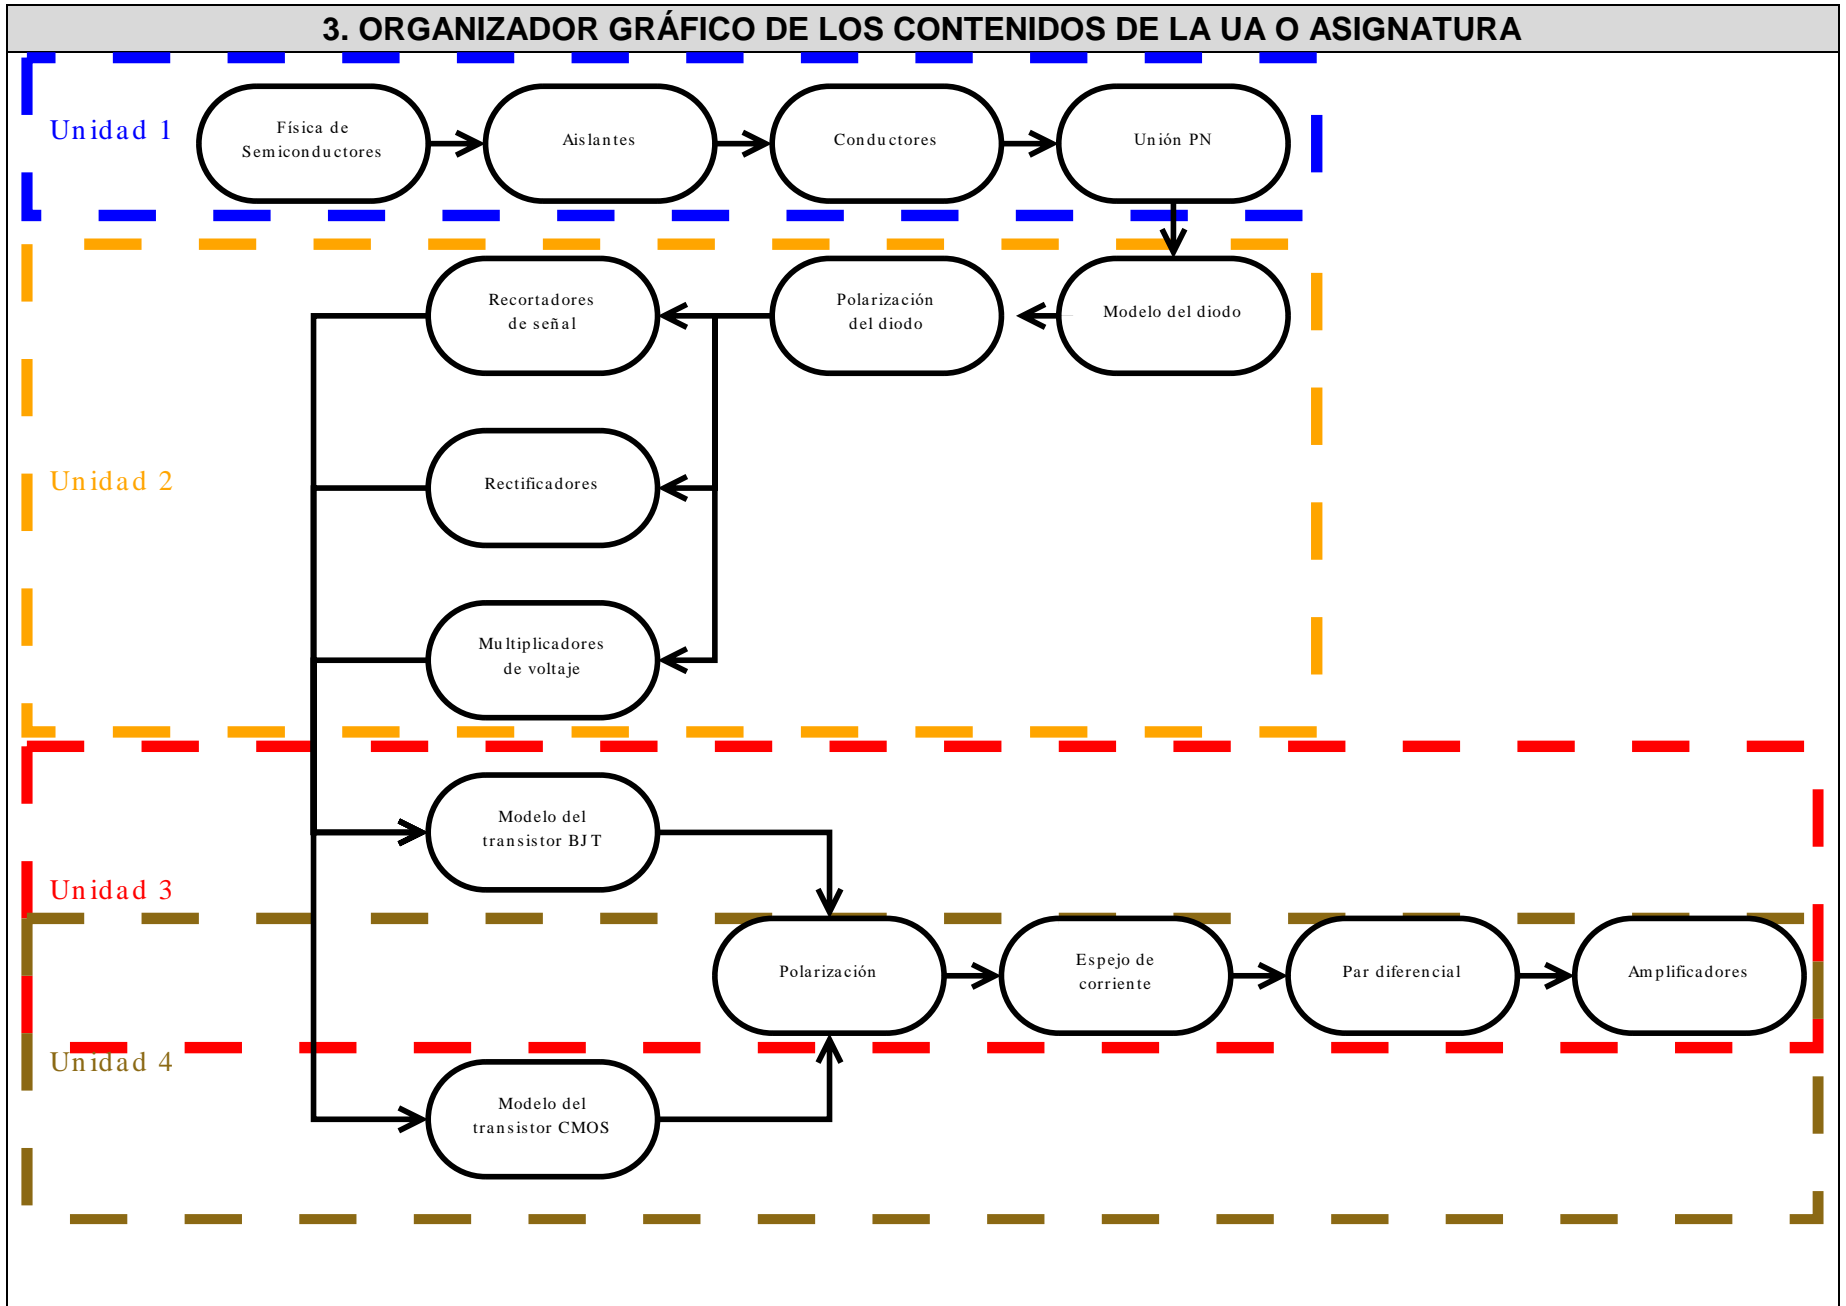 3. ORGANIZADOR GRÁFICO DE LOS CONTENIDOS DE LA UA O ASIGNATURA
Unidad 1
Física de
Semiconductores
Aislantes
Conductores
Unión PN
Unidad 2
Recortadores
de señal
Polarización
del diodo
Modelo del diodo
Rectificadores
Multiplicadores
de voltaje
Unidad 3
Modelo del
transistor BJT
Polarización
Espejo de
corriente
Par diferencial
Amplificadores
Unidad 4
Modelo del
transistor CMOS